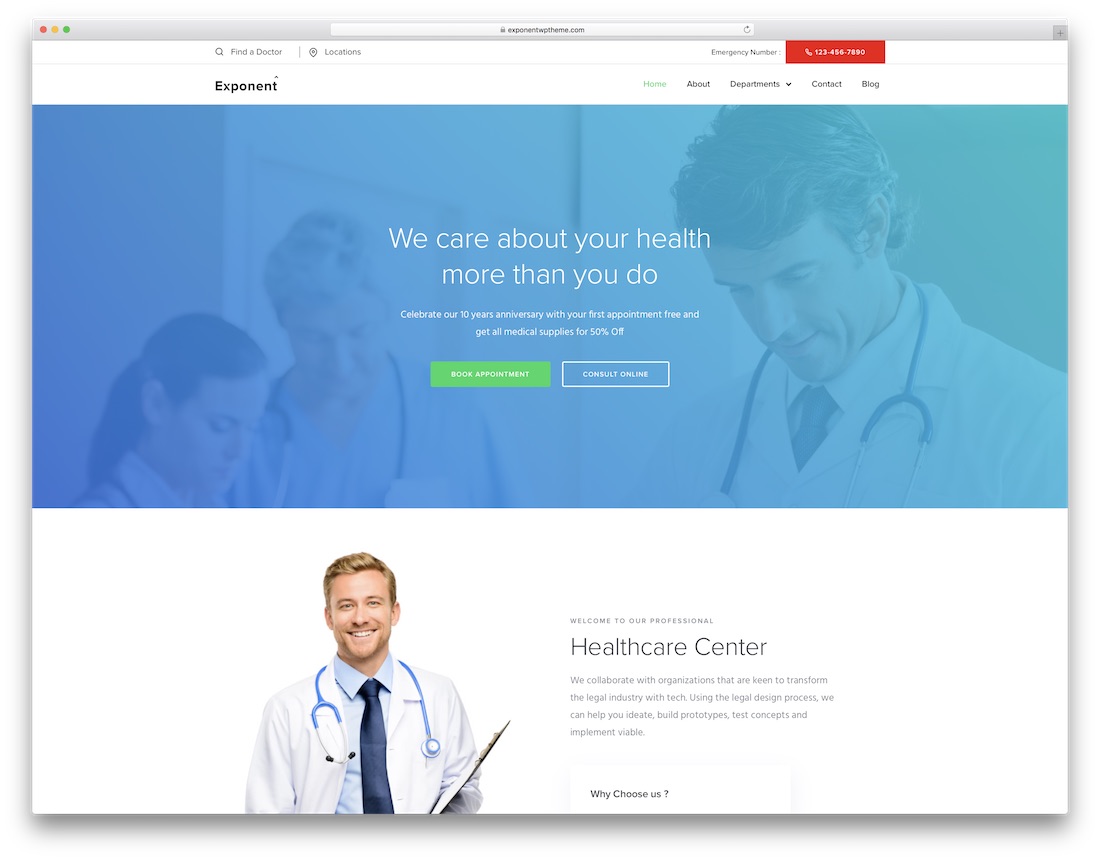 exponentwptheme.com
Find a Doctor
Locations
Emergency Number :
123-456-7890
Exponent
Home
About
Departments
Contact
Blog
We care about your health
more than you do
Celebrate our 10 years anniversary with your first appointment free and
get all medical supplies for 50% Off
BOOK APPOINTMENT
CONSULT ONLINE
WELCOME TO OUR PROFESSIONAL
Healthcare Center
We collaborate with organizations that are keen to transform
the legal industry with tech. Using the legal design process, we
can help you ideate, build prototypes, test concepts and
implement viable.
Why Choose us ?